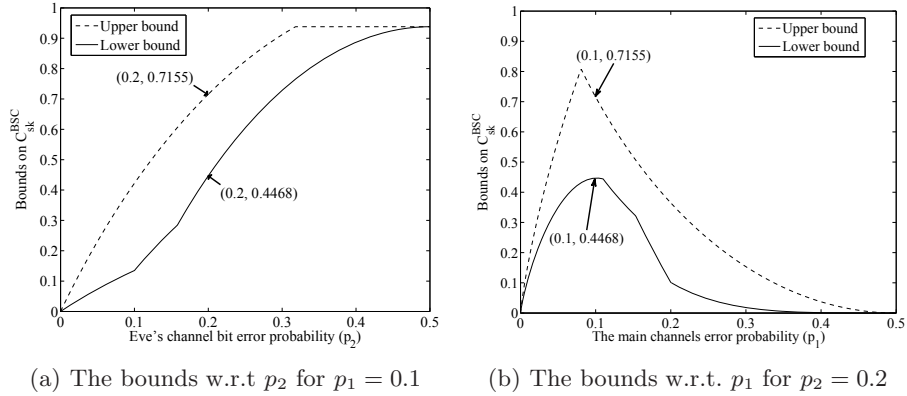 1
0.9
0.8
0.7
0.6
0.5
0.4
0.3
0.2
0.1
0
Bounds on C_sk^BSC
Upper bound
Lower bound
(0.2, 0.7155)
(0.2, 0.4468)
0 0.1 0.2 0.3 0.4 0.5
Eve's channel bit error probability (p_2)
(a) The bounds w.r.t p_2 for p_1 = 0.1
1
0.9
0.8
0.7
0.6
0.5
0.4
0.3
0.2
0.1
0
Bounds on C_sk^BSC
Upper bound
Lower bound
(0.1, 0.7155)
(0.1, 0.4468)
0 0.1 0.2 0.3 0.4 0.5
The main channels error probability (p_1)
(b) The bounds w.r.t. p_1 for p_2 = 0.2